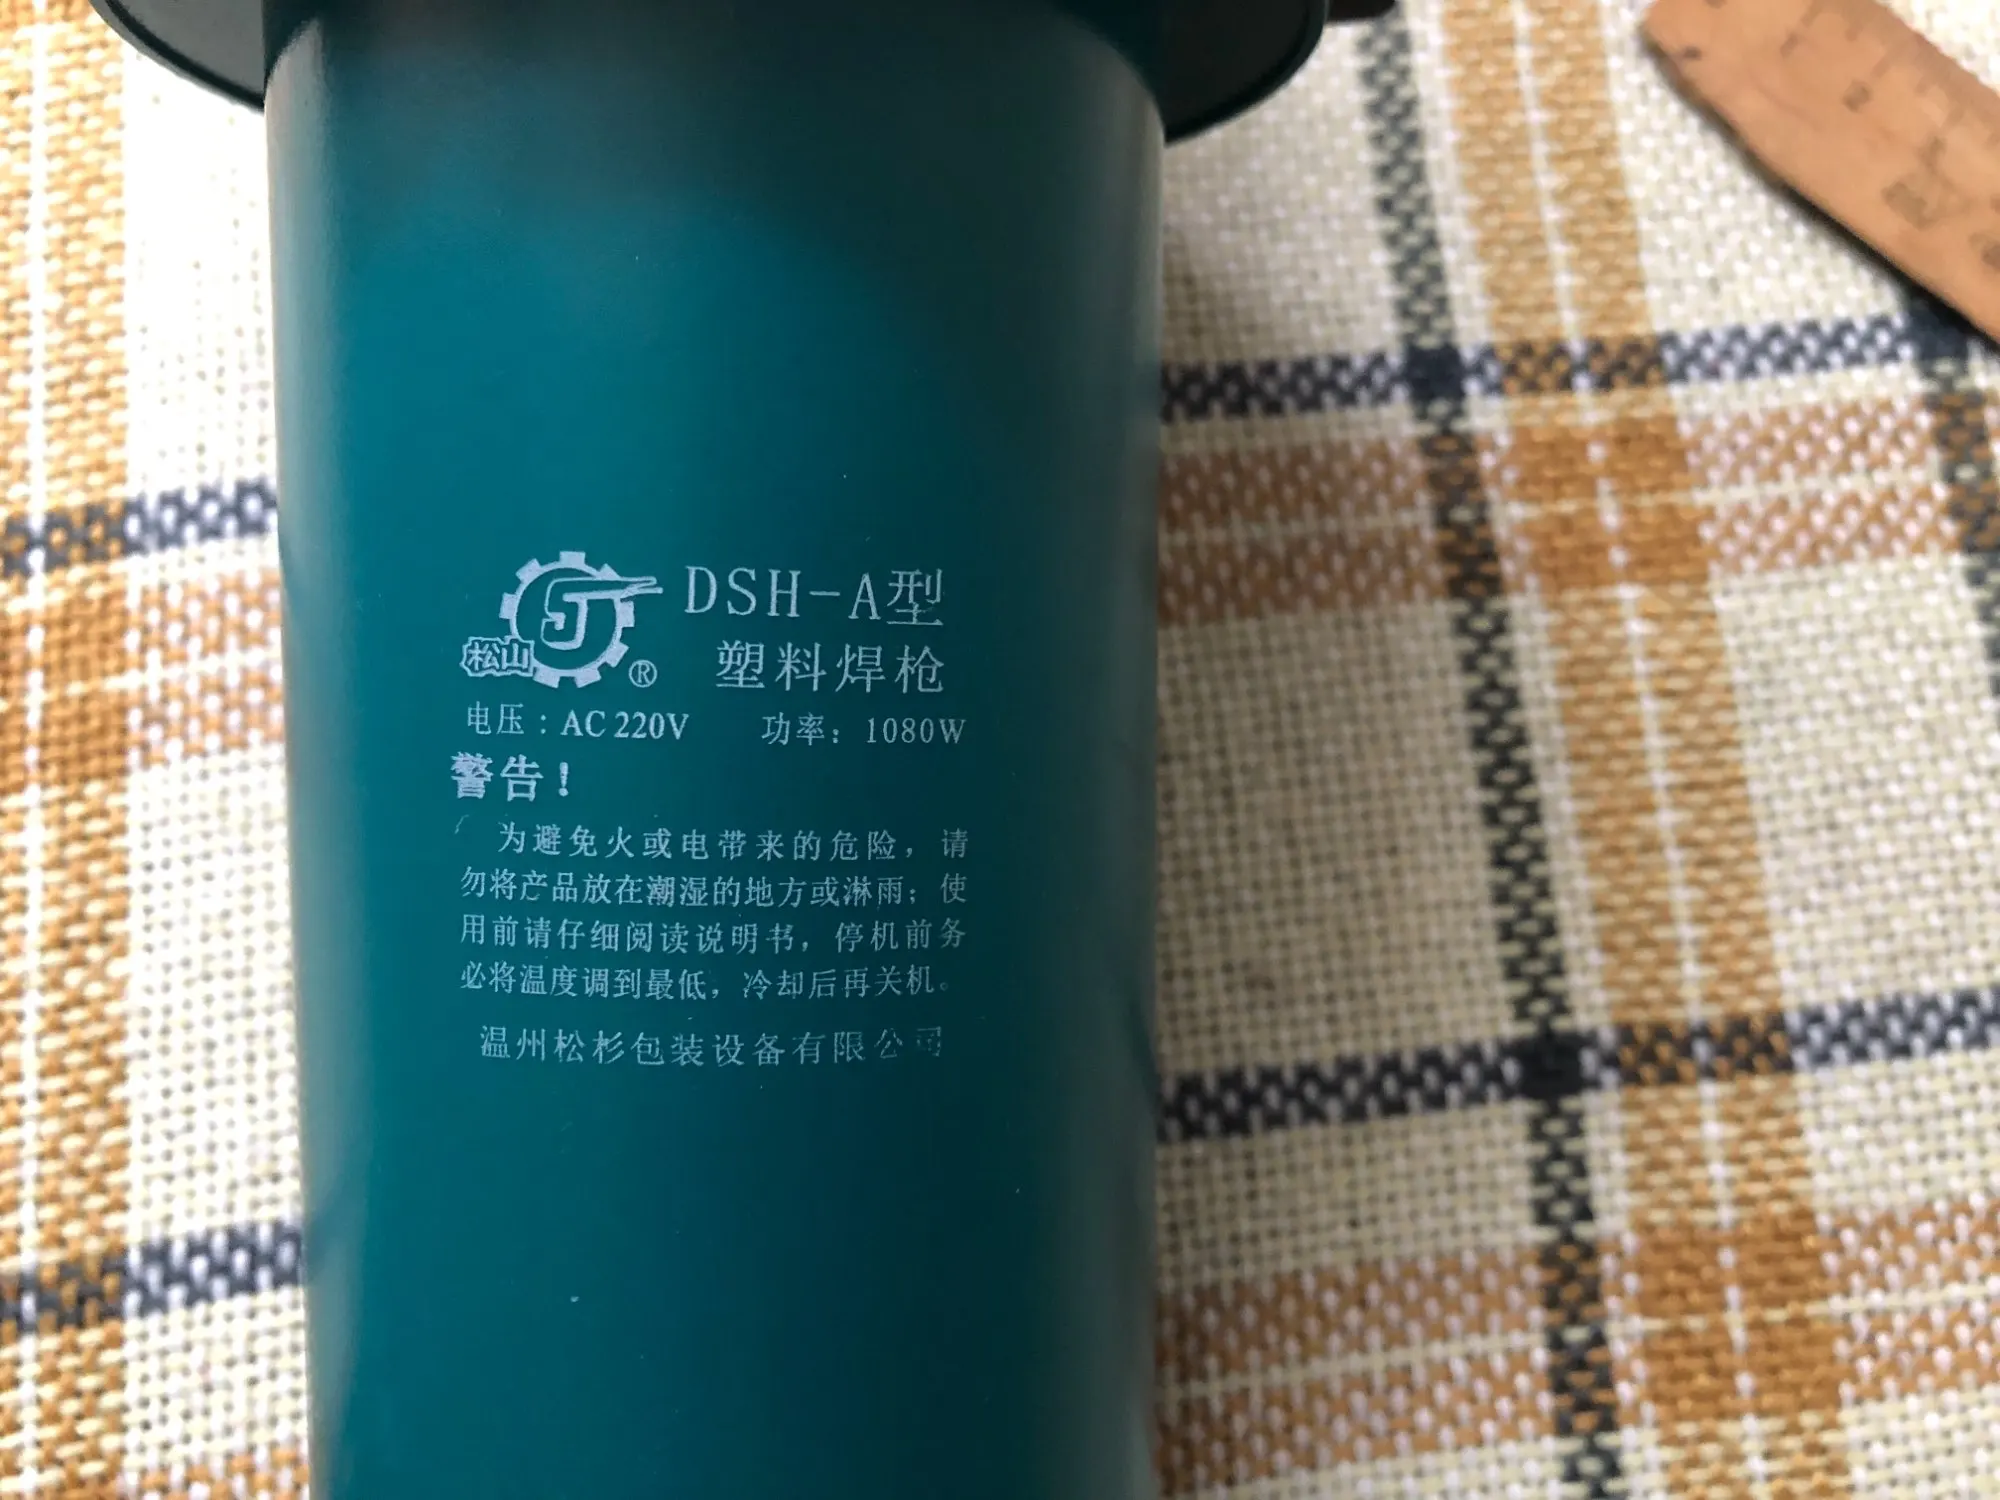 DSH-A型
松山 ®
塑料焊枪
电压：AC 220V 功率：1080W
警告！
为避免火或电带来的危险，请
勿将产品放在潮湿的地方或淋雨；使
用前请仔细阅读说明书，停机前务
必将温度调到最低，冷却后再关机。
温州松杉包装设备有限公司